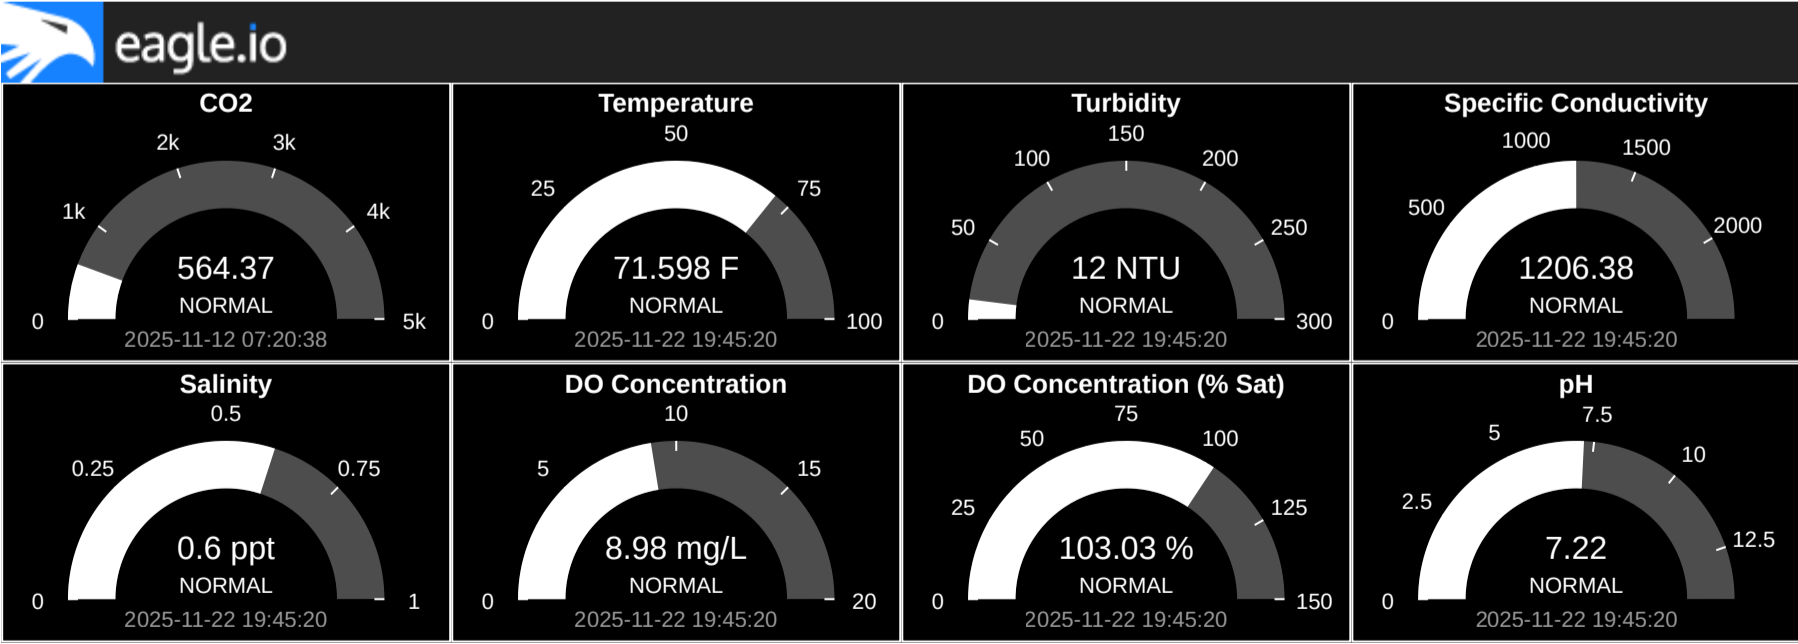 eagle.io
CO2
0
1k
2k
3k
4k
5k
564.37
NORMAL
2025-11-12 07:20:38
Temperature
0
25
50
75
100
71.598 F
NORMAL
2025-11-22 19:45:20
Turbidity
0
50
100
150
200
250
300
12 NTU
NORMAL
2025-11-22 19:45:20
Specific Conductivity
0
500
1000
1500
2000
1206.38
NORMAL
2025-11-22 19:45:20
Salinity
0
0.25
0.5
0.75
1
0.6 ppt
NORMAL
2025-11-22 19:45:20
DO Concentration
0
5
10
15
20
8.98 mg/L
NORMAL
2025-11-22 19:45:20
DO Concentration (% Sat)
0
25
50
75
100
125
150
103.03 %
NORMAL
2025-11-22 19:45:20
pH
0
2.5
5
7.5
10
12.5
7.22
NORMAL
2025-11-22 19:45:20